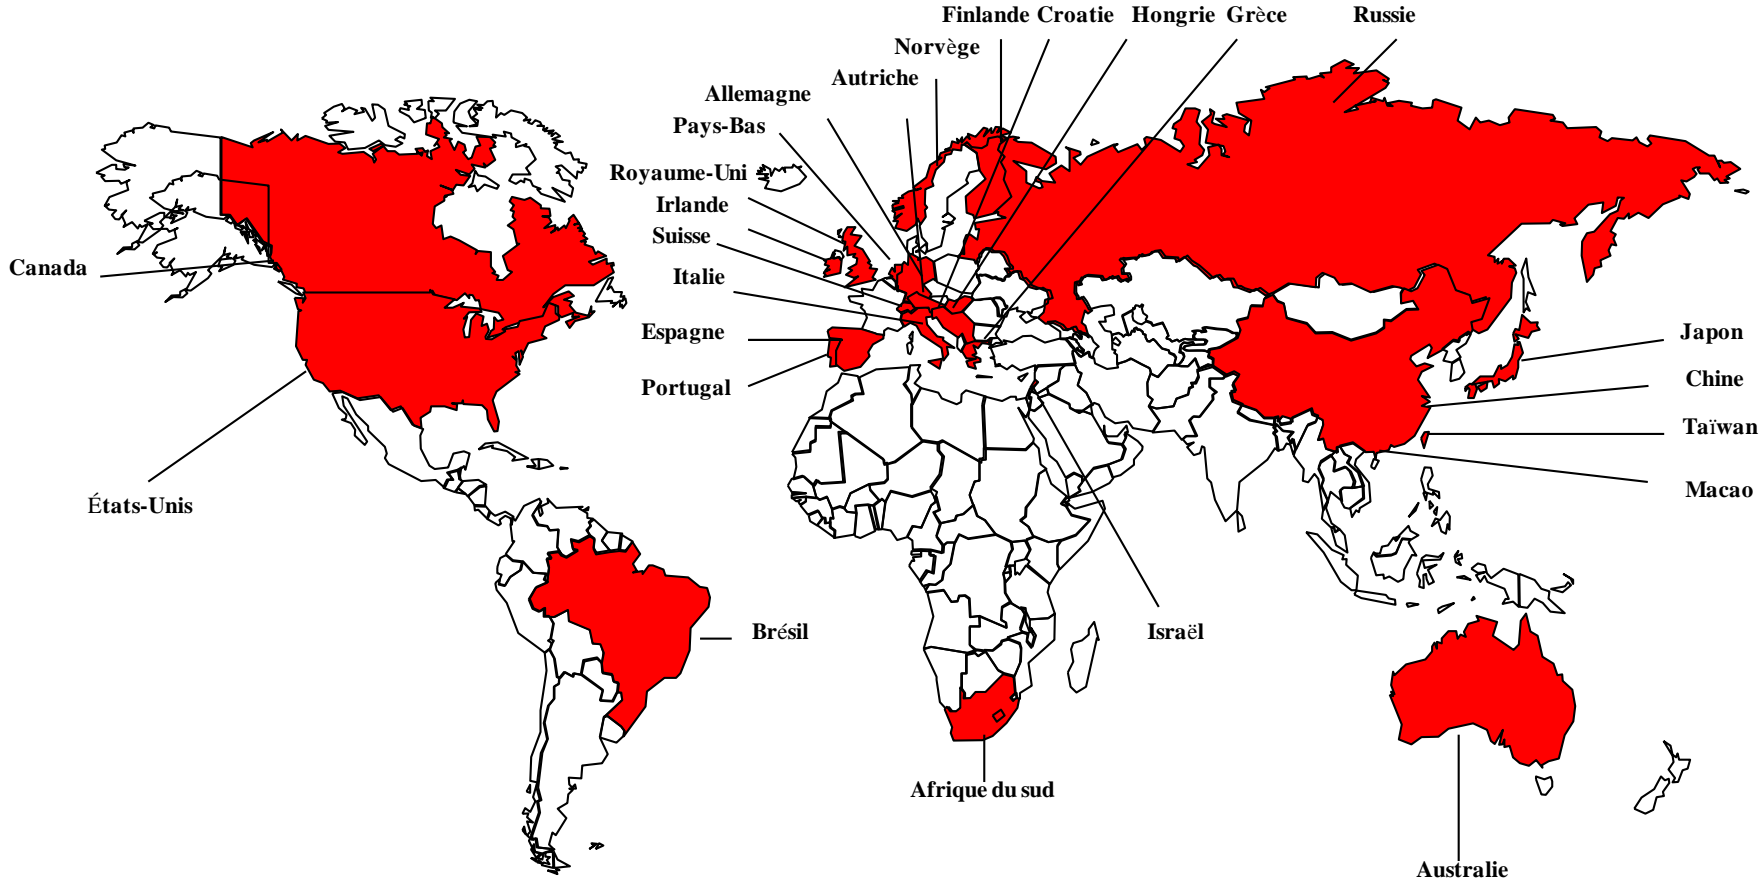 Finlande Croatie Hongrie Grèce Russie
Norvège
Autriche
Allemagne
Pays-Bas
Royaume-Uni
Irlande
Suisse
Canada
Italie
Espagne
Japon
Portugal
Chine
Taïwan
Macao
États-Unis
Brésil
Israël
Afrique du sud
Australie